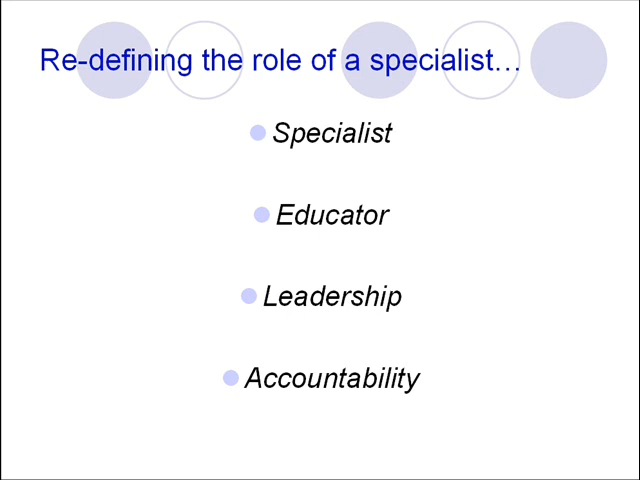 Re-defining the role of a specialist…
Specialist
Educator
Leadership
Accountability